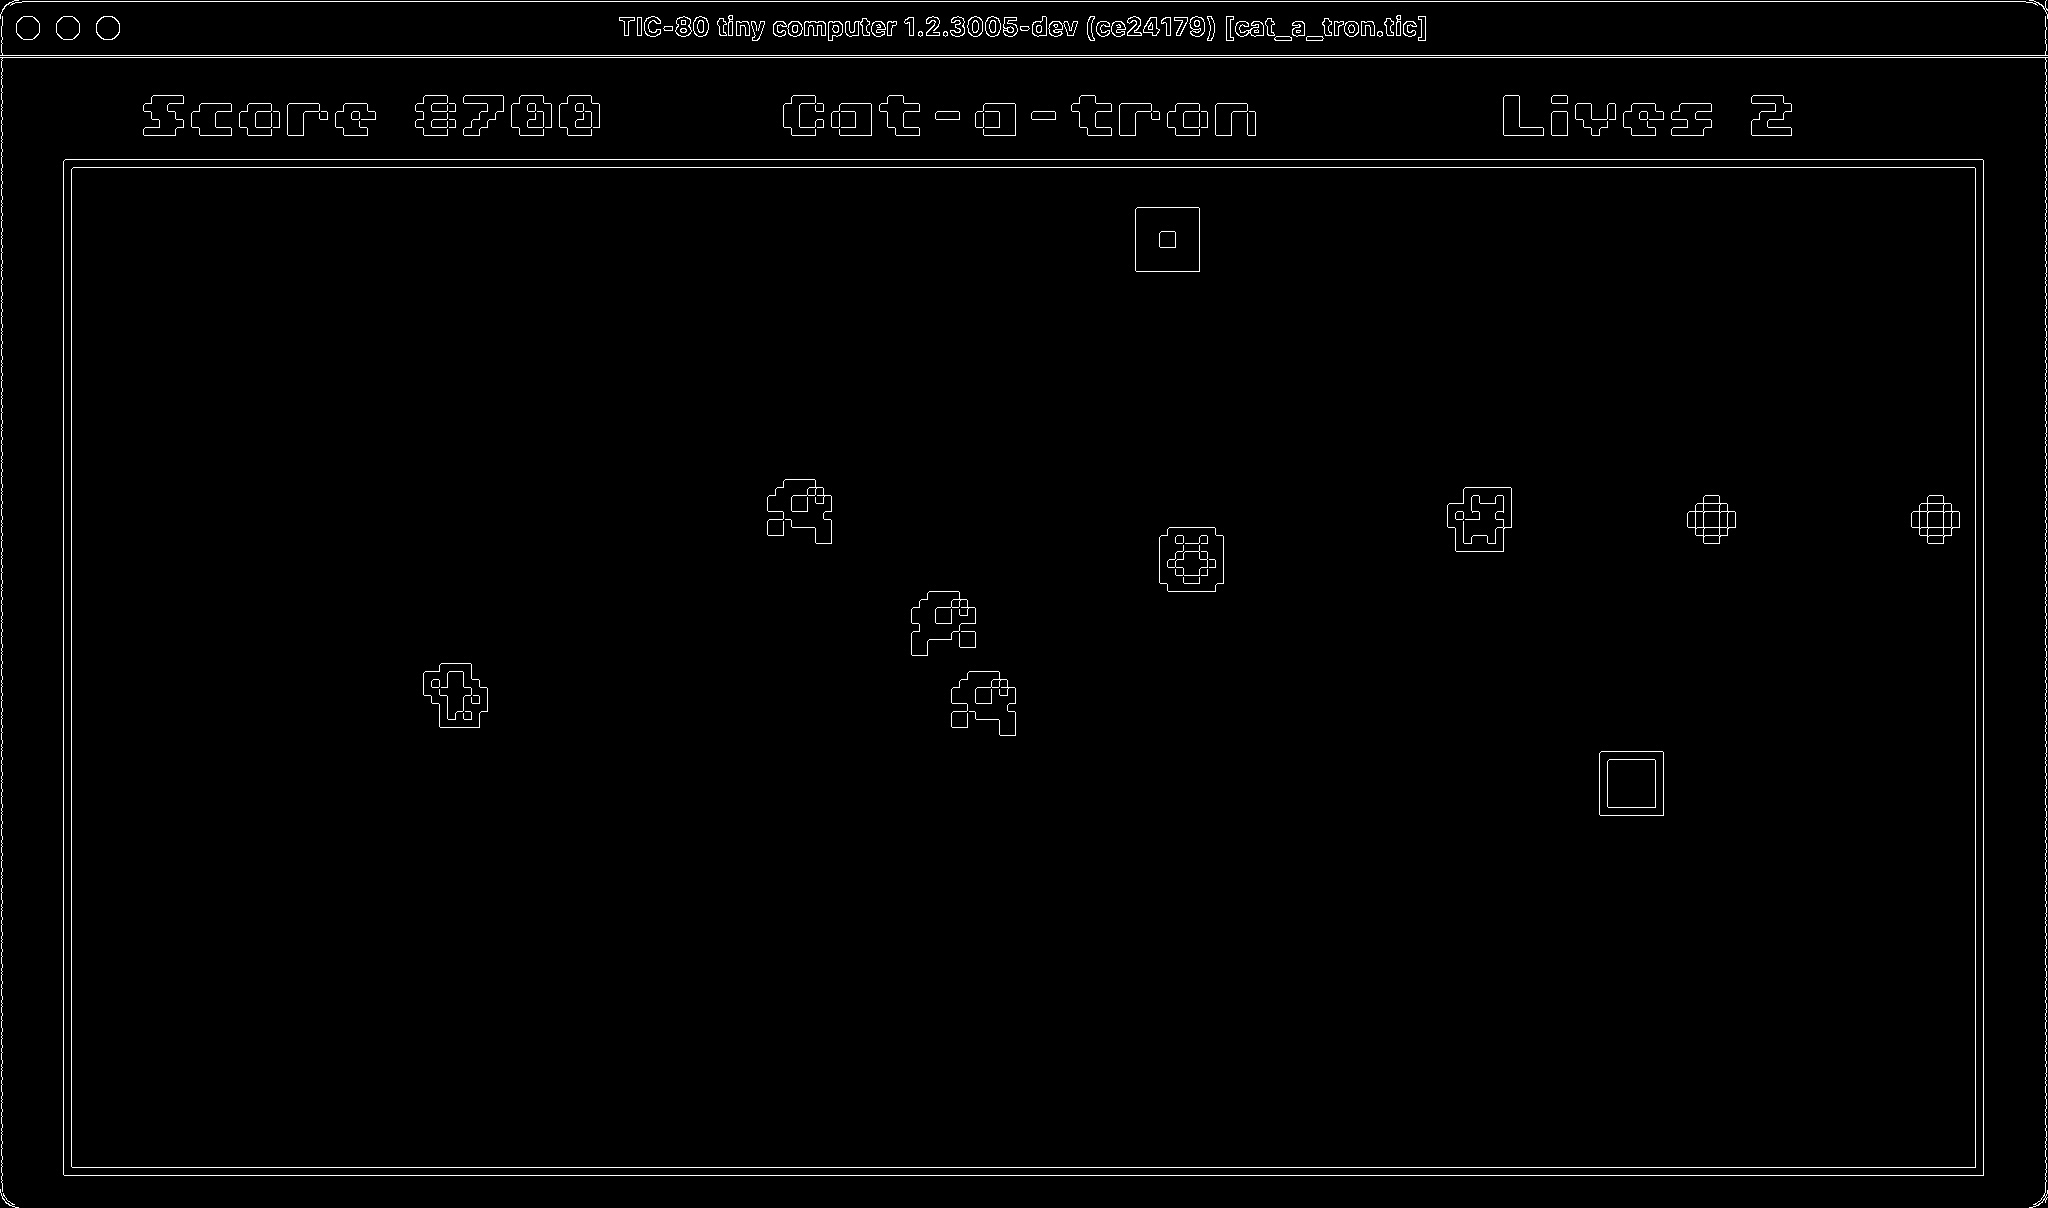 TIC-80 tiny computer 1.2.3005-dev (ce24179) [cat_a_tron.tic]
Score 8700 Cat-a-tron Lives 2